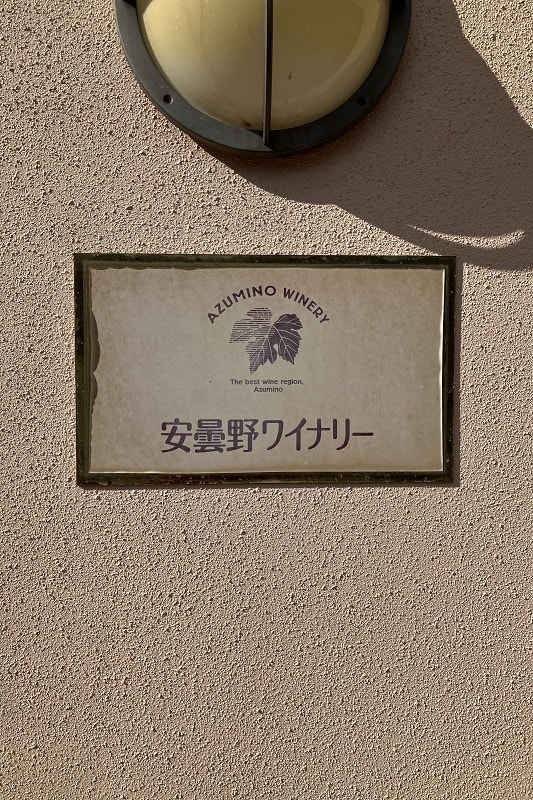 AZUMINO WINERY
The best wine region,
Azumino
安曇野ワイナリー